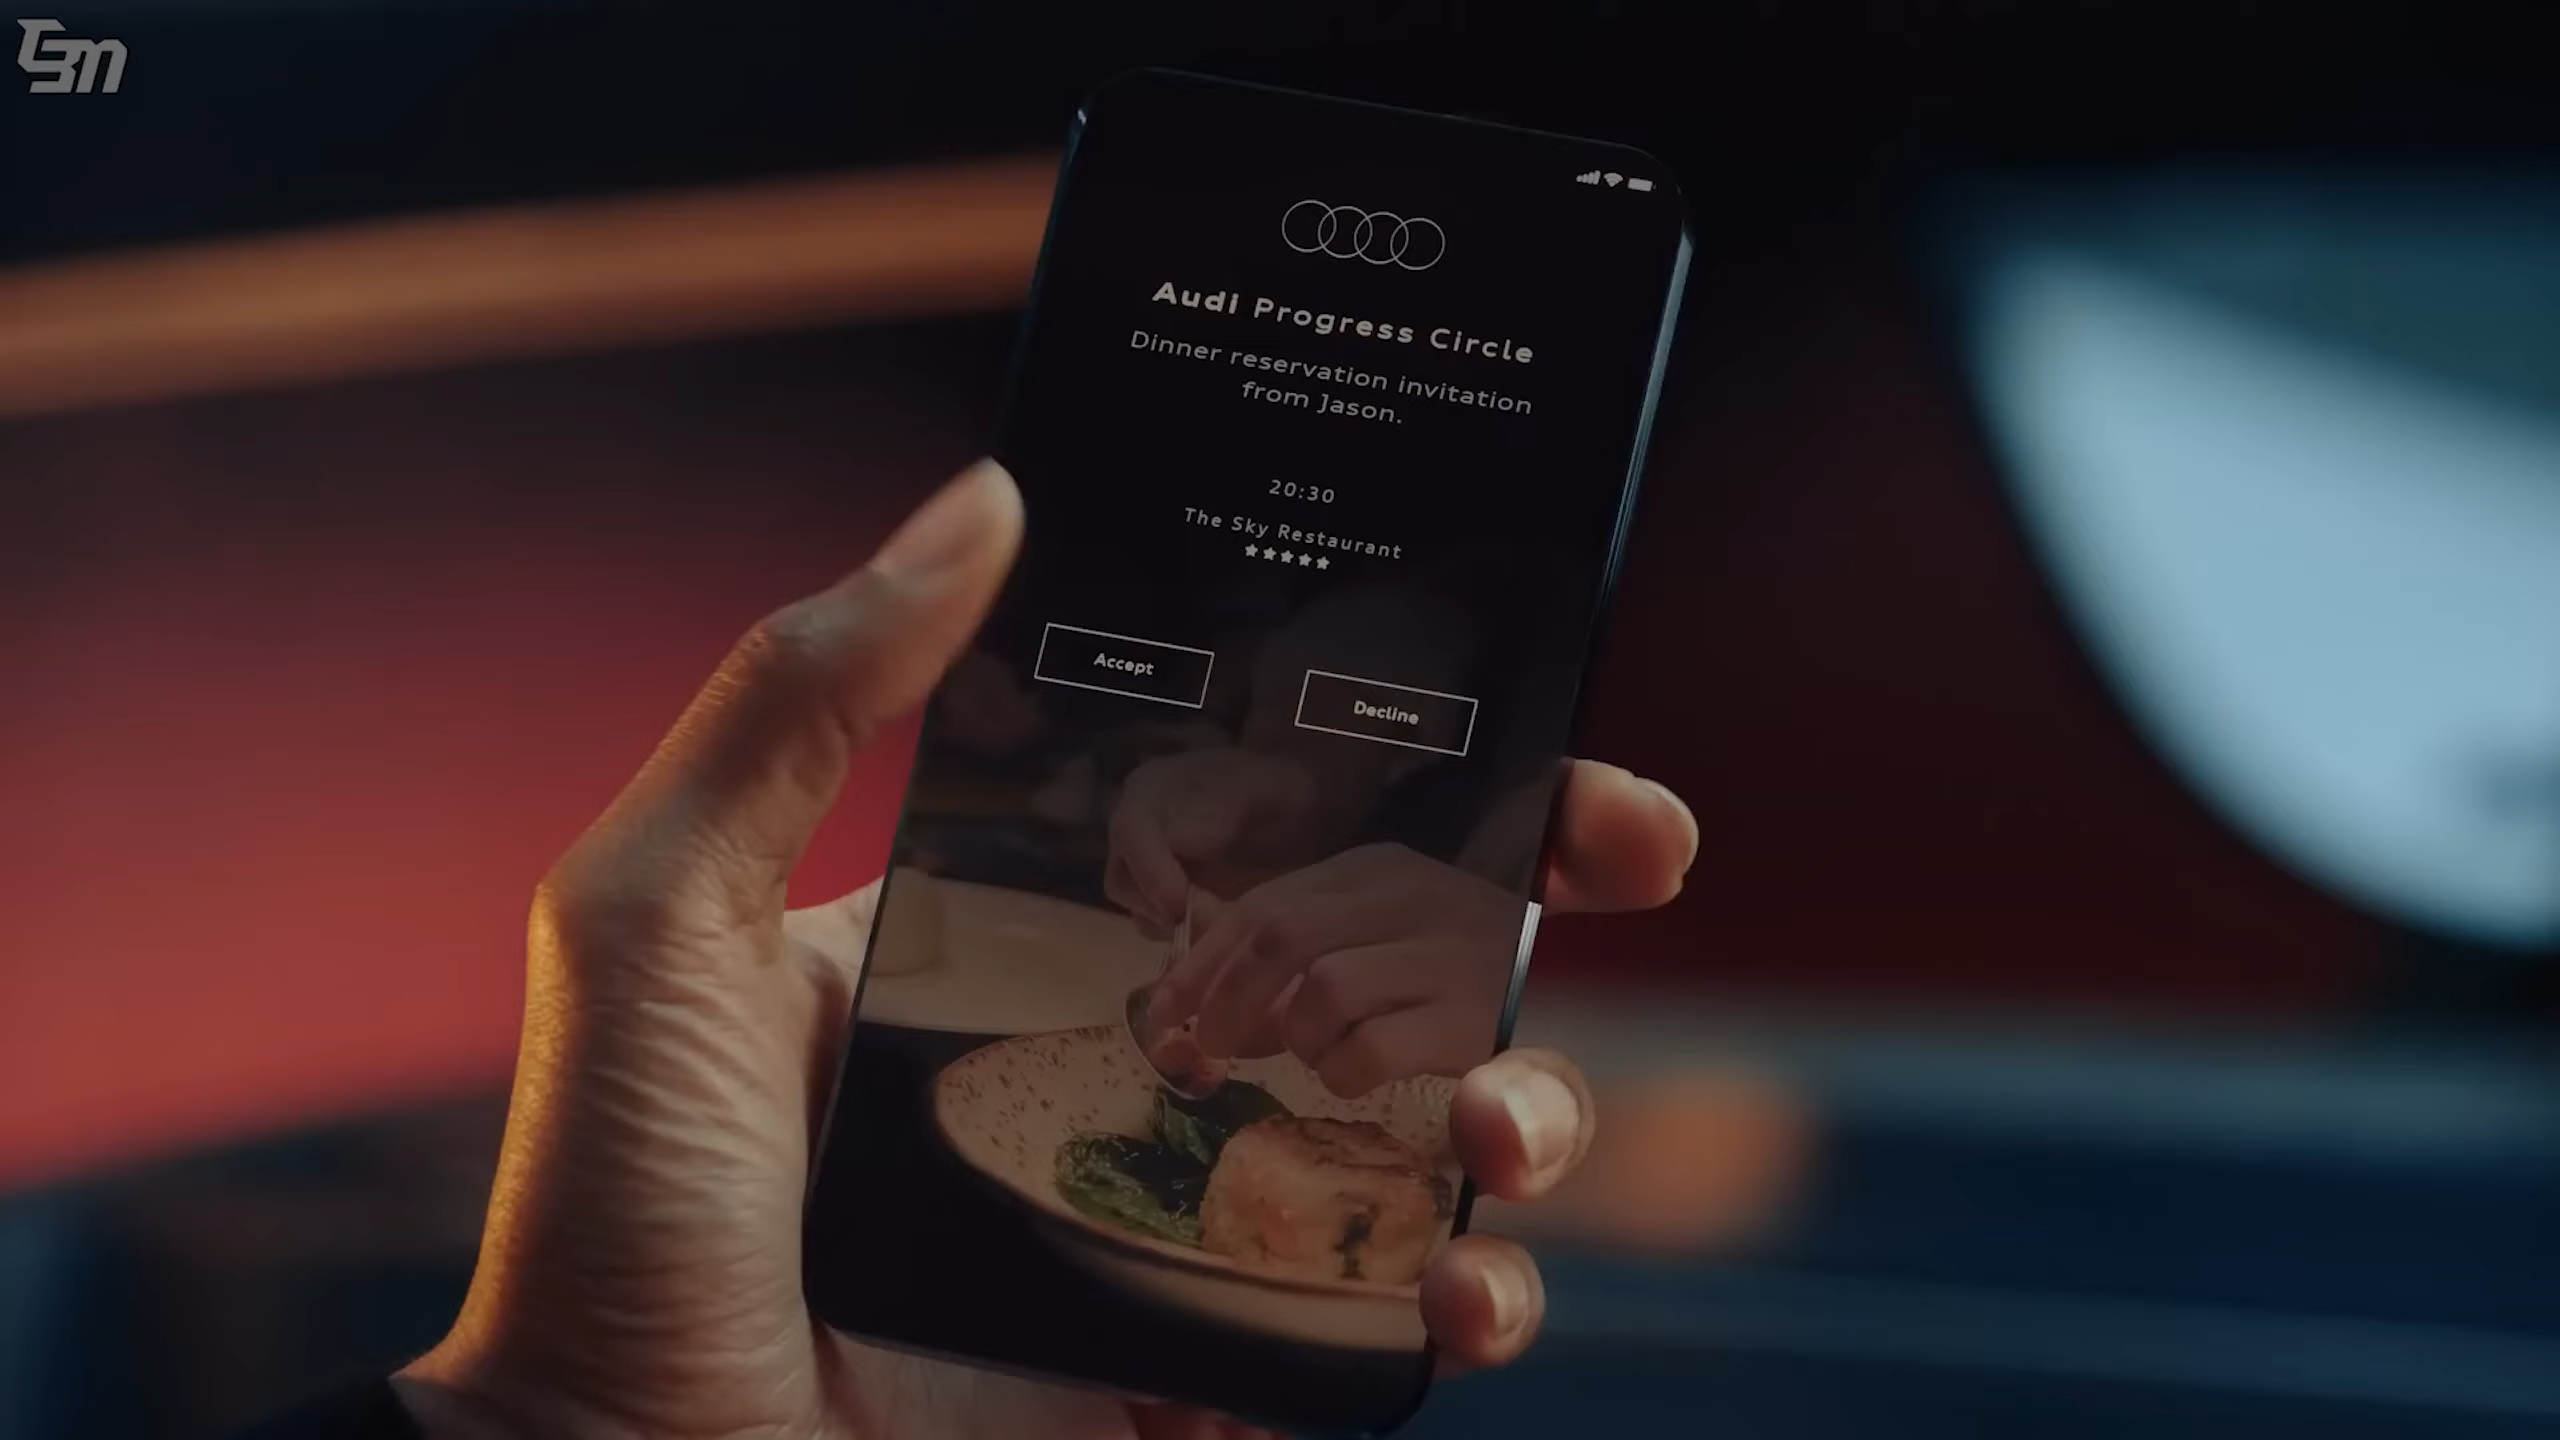 Audi Progress Circle
Dinner reservation invitation
from Jason.
20:30
The Sky Restaurant
Accept
Decline